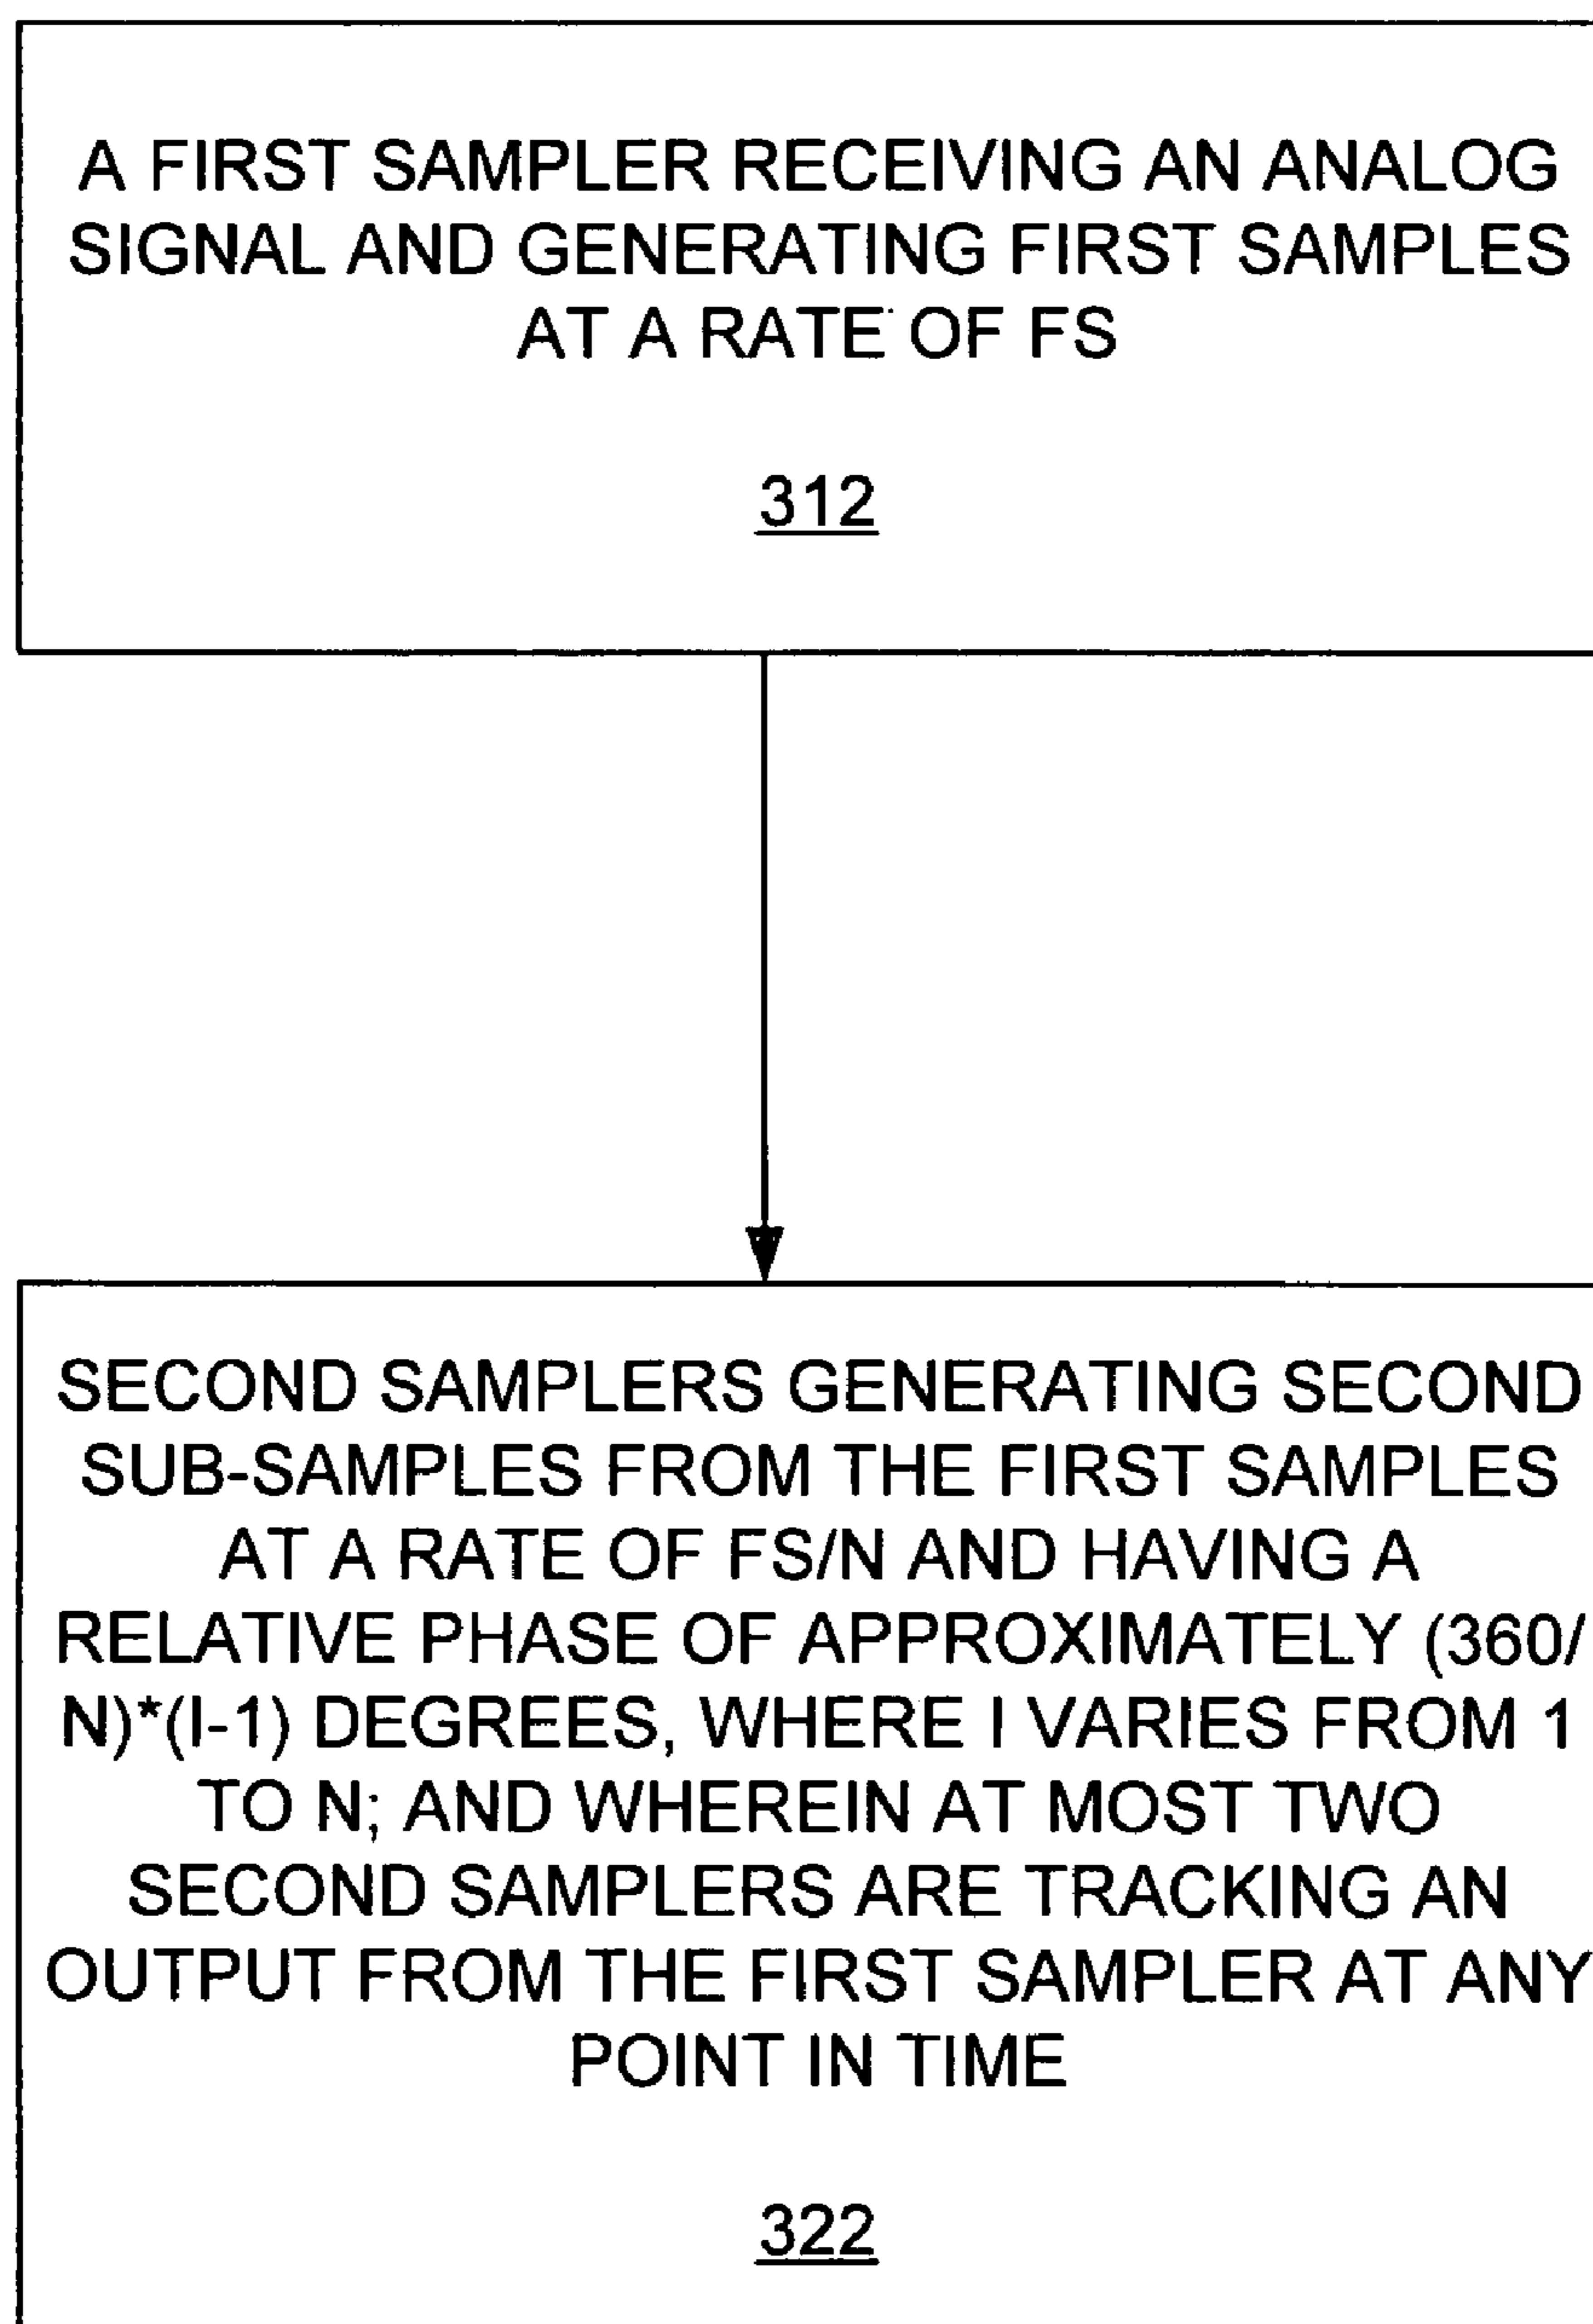 A FIRST SAMPLER RECEIVING AN ANALOG
SIGNAL AND GENERATING FIRST SAMPLES
AT A RATE OF FS
312
SECOND SAMPLERS GENERATING SECOND
SUB-SAMPLES FROM THE FIRST SAMPLES
AT A RATE OF FS/N AND HAVING A
RELATIVE PHASE OF APPROXIMATELY (360/
N)*(I-1) DEGREES, WHERE I VARIES FROM 1
TO N; AND WHEREIN AT MOST TWO
SECOND SAMPLERS ARE TRACKING AN
OUTPUT FROM THE FIRST SAMPLER AT ANY
POINT IN TIME
322